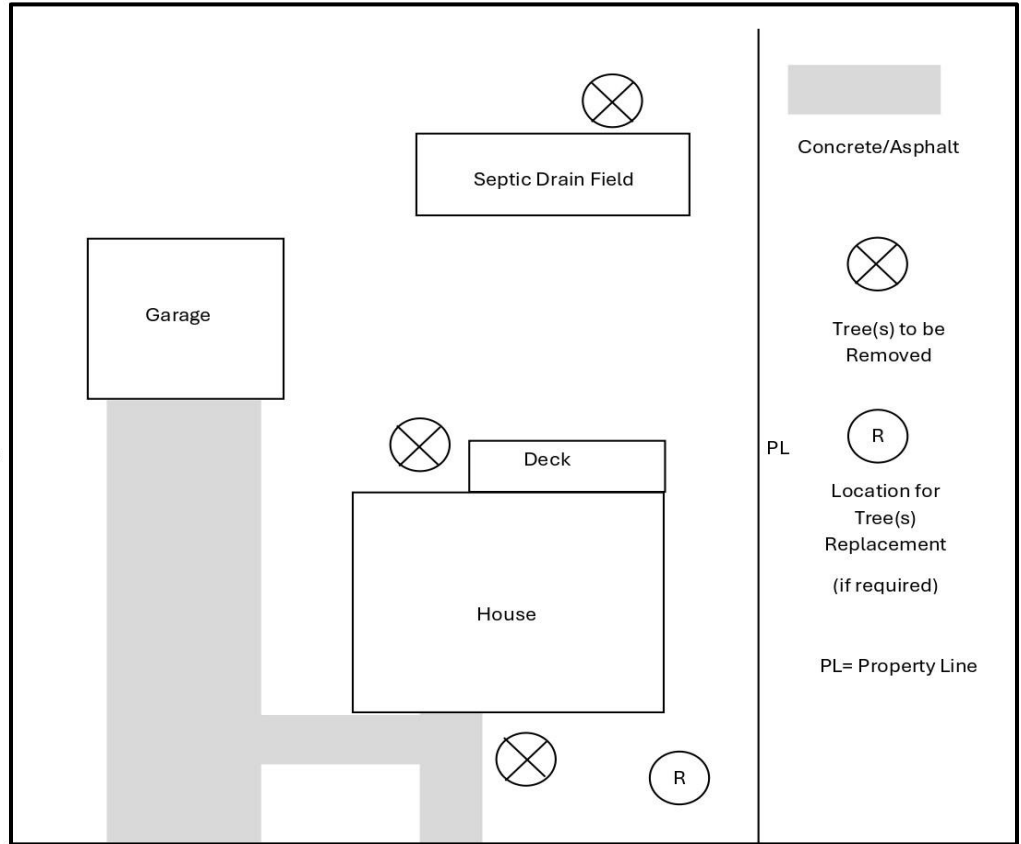 Septic Drain Field
Garage
Deck
House
R
PL
Concrete/Asphalt
Tree(s) to be
Removed
R
Location for
Tree(s)
Replacement
(if required)
PL= Property Line